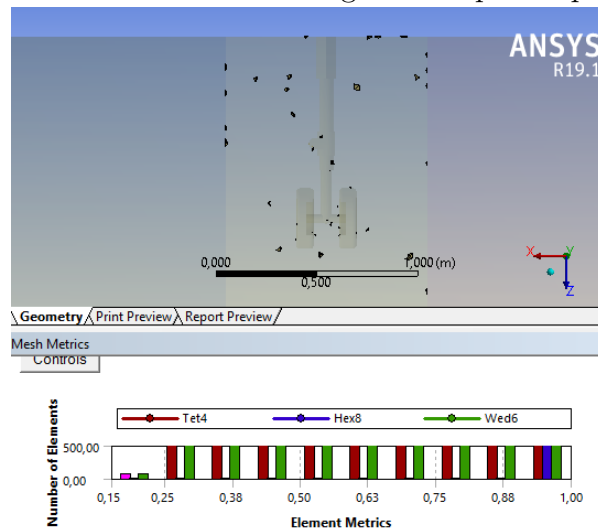 ANSYS
R19.1
0,000
1,000 (m)
0,500
X
Y
Z
Geometry Print Preview Report Preview
Mesh Metrics
Controls
Tet4 Hex8 Wed6
Number of Elements
500,00
0,00
0,15 0,25 0,38 0,50 0,63 0,75 0,88 1,00
Element Metrics